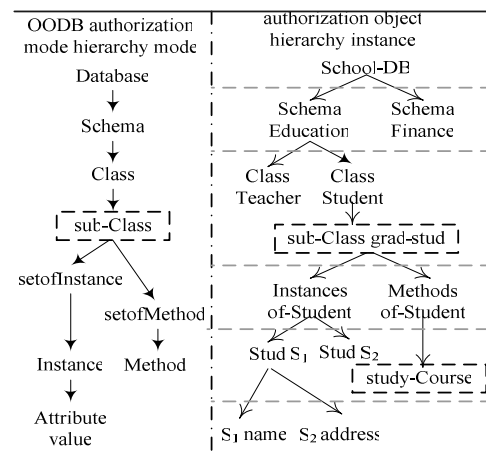 OODB authorization
mode hierarchy mode
Database
Schema
Class
sub-Class
setofInstance
setofMethod
Instance
Method
Attribute
value
authorization object
hierarchy instance
School-DB
Schema
Education
Schema
Finance
Class
Teacher
Class
Student
sub-Class grad-stud
Instances
of-Student
Methods
of-Student
Stud S1
Stud S2
study-Course
S1 name
S2 address